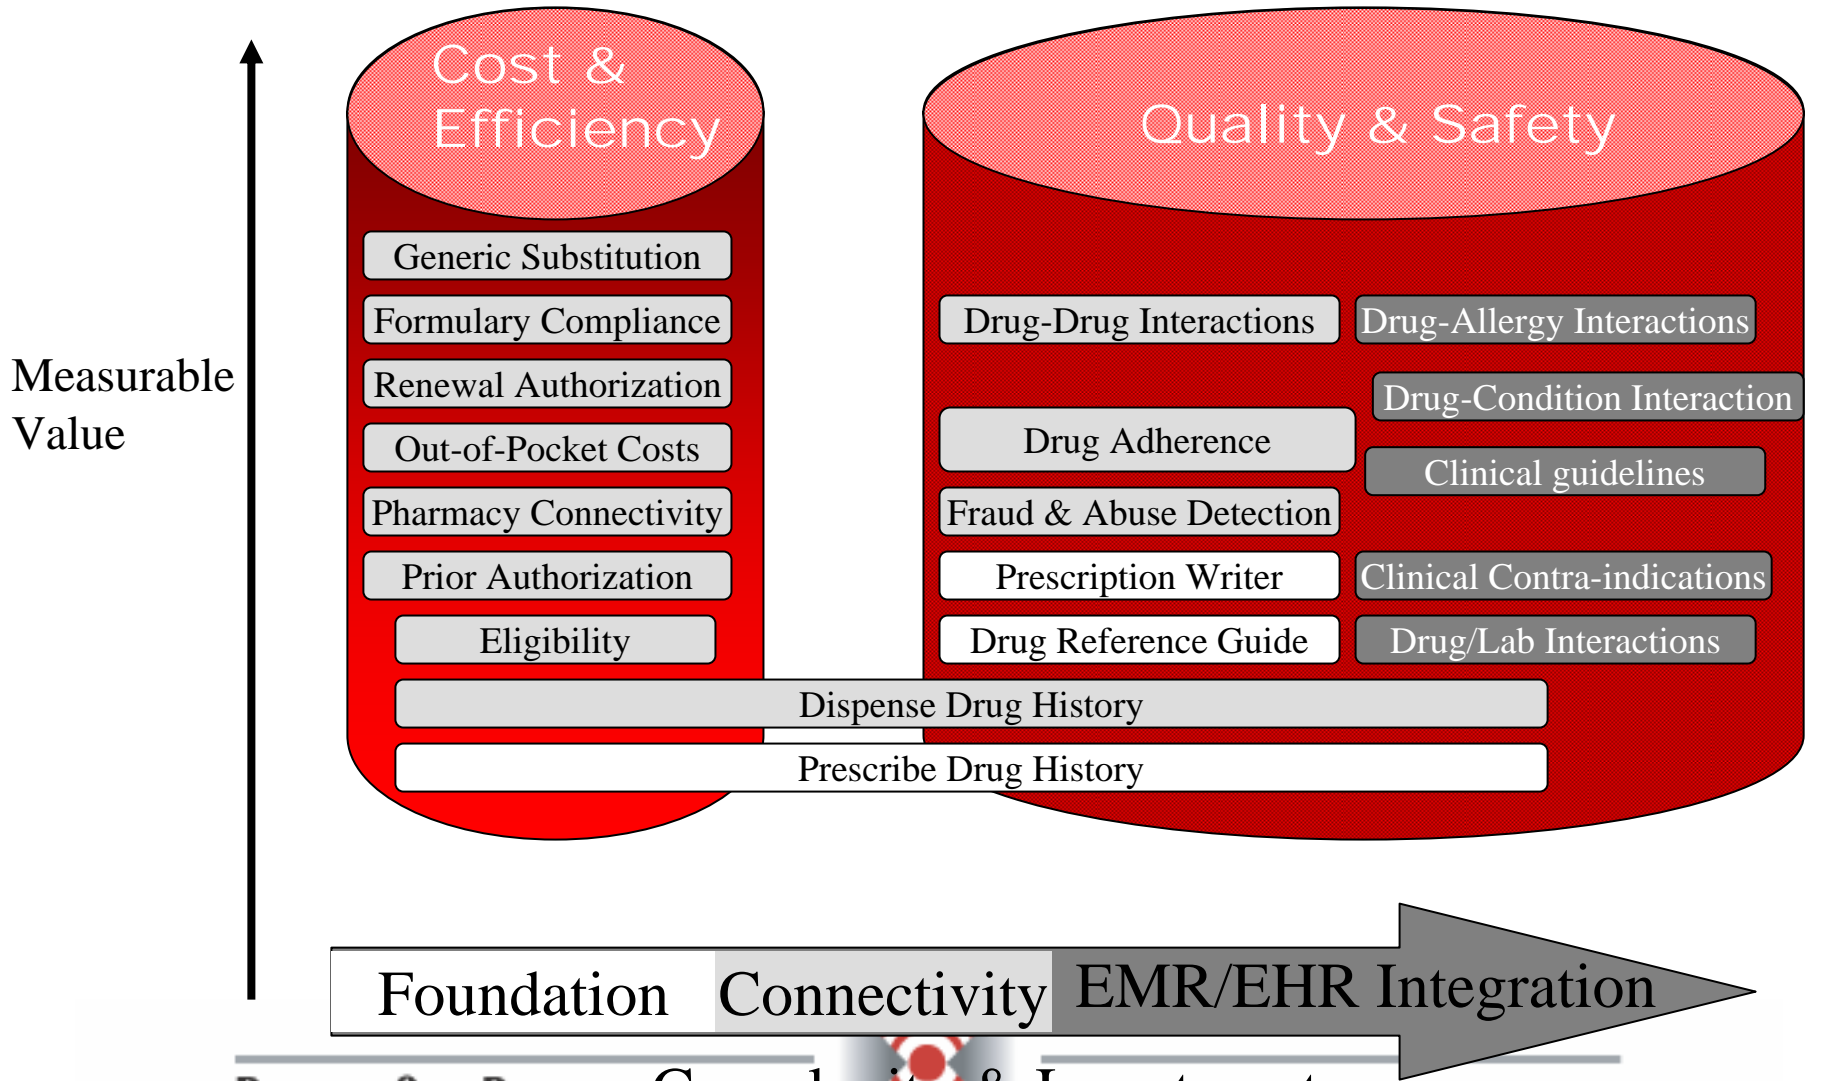 Cost &
Efficiency
Quality & Safety
Measurable
Value
Generic Substitution
Formulary Compliance
Renewal Authorization
Out-of-Pocket Costs
Pharmacy Connectivity
Prior Authorization
Eligibility
Drug-Drug Interactions
Drug-Allergy Interactions
Drug-Condition Interaction
Drug Adherence
Clinical guidelines
Fraud & Abuse Detection
Prescription Writer
Clinical Contra-indications
Drug Reference Guide
Drug/Lab Interactions
Dispense Drug History
Prescribe Drug History
Foundation
Connectivity
EMR/EHR Integration